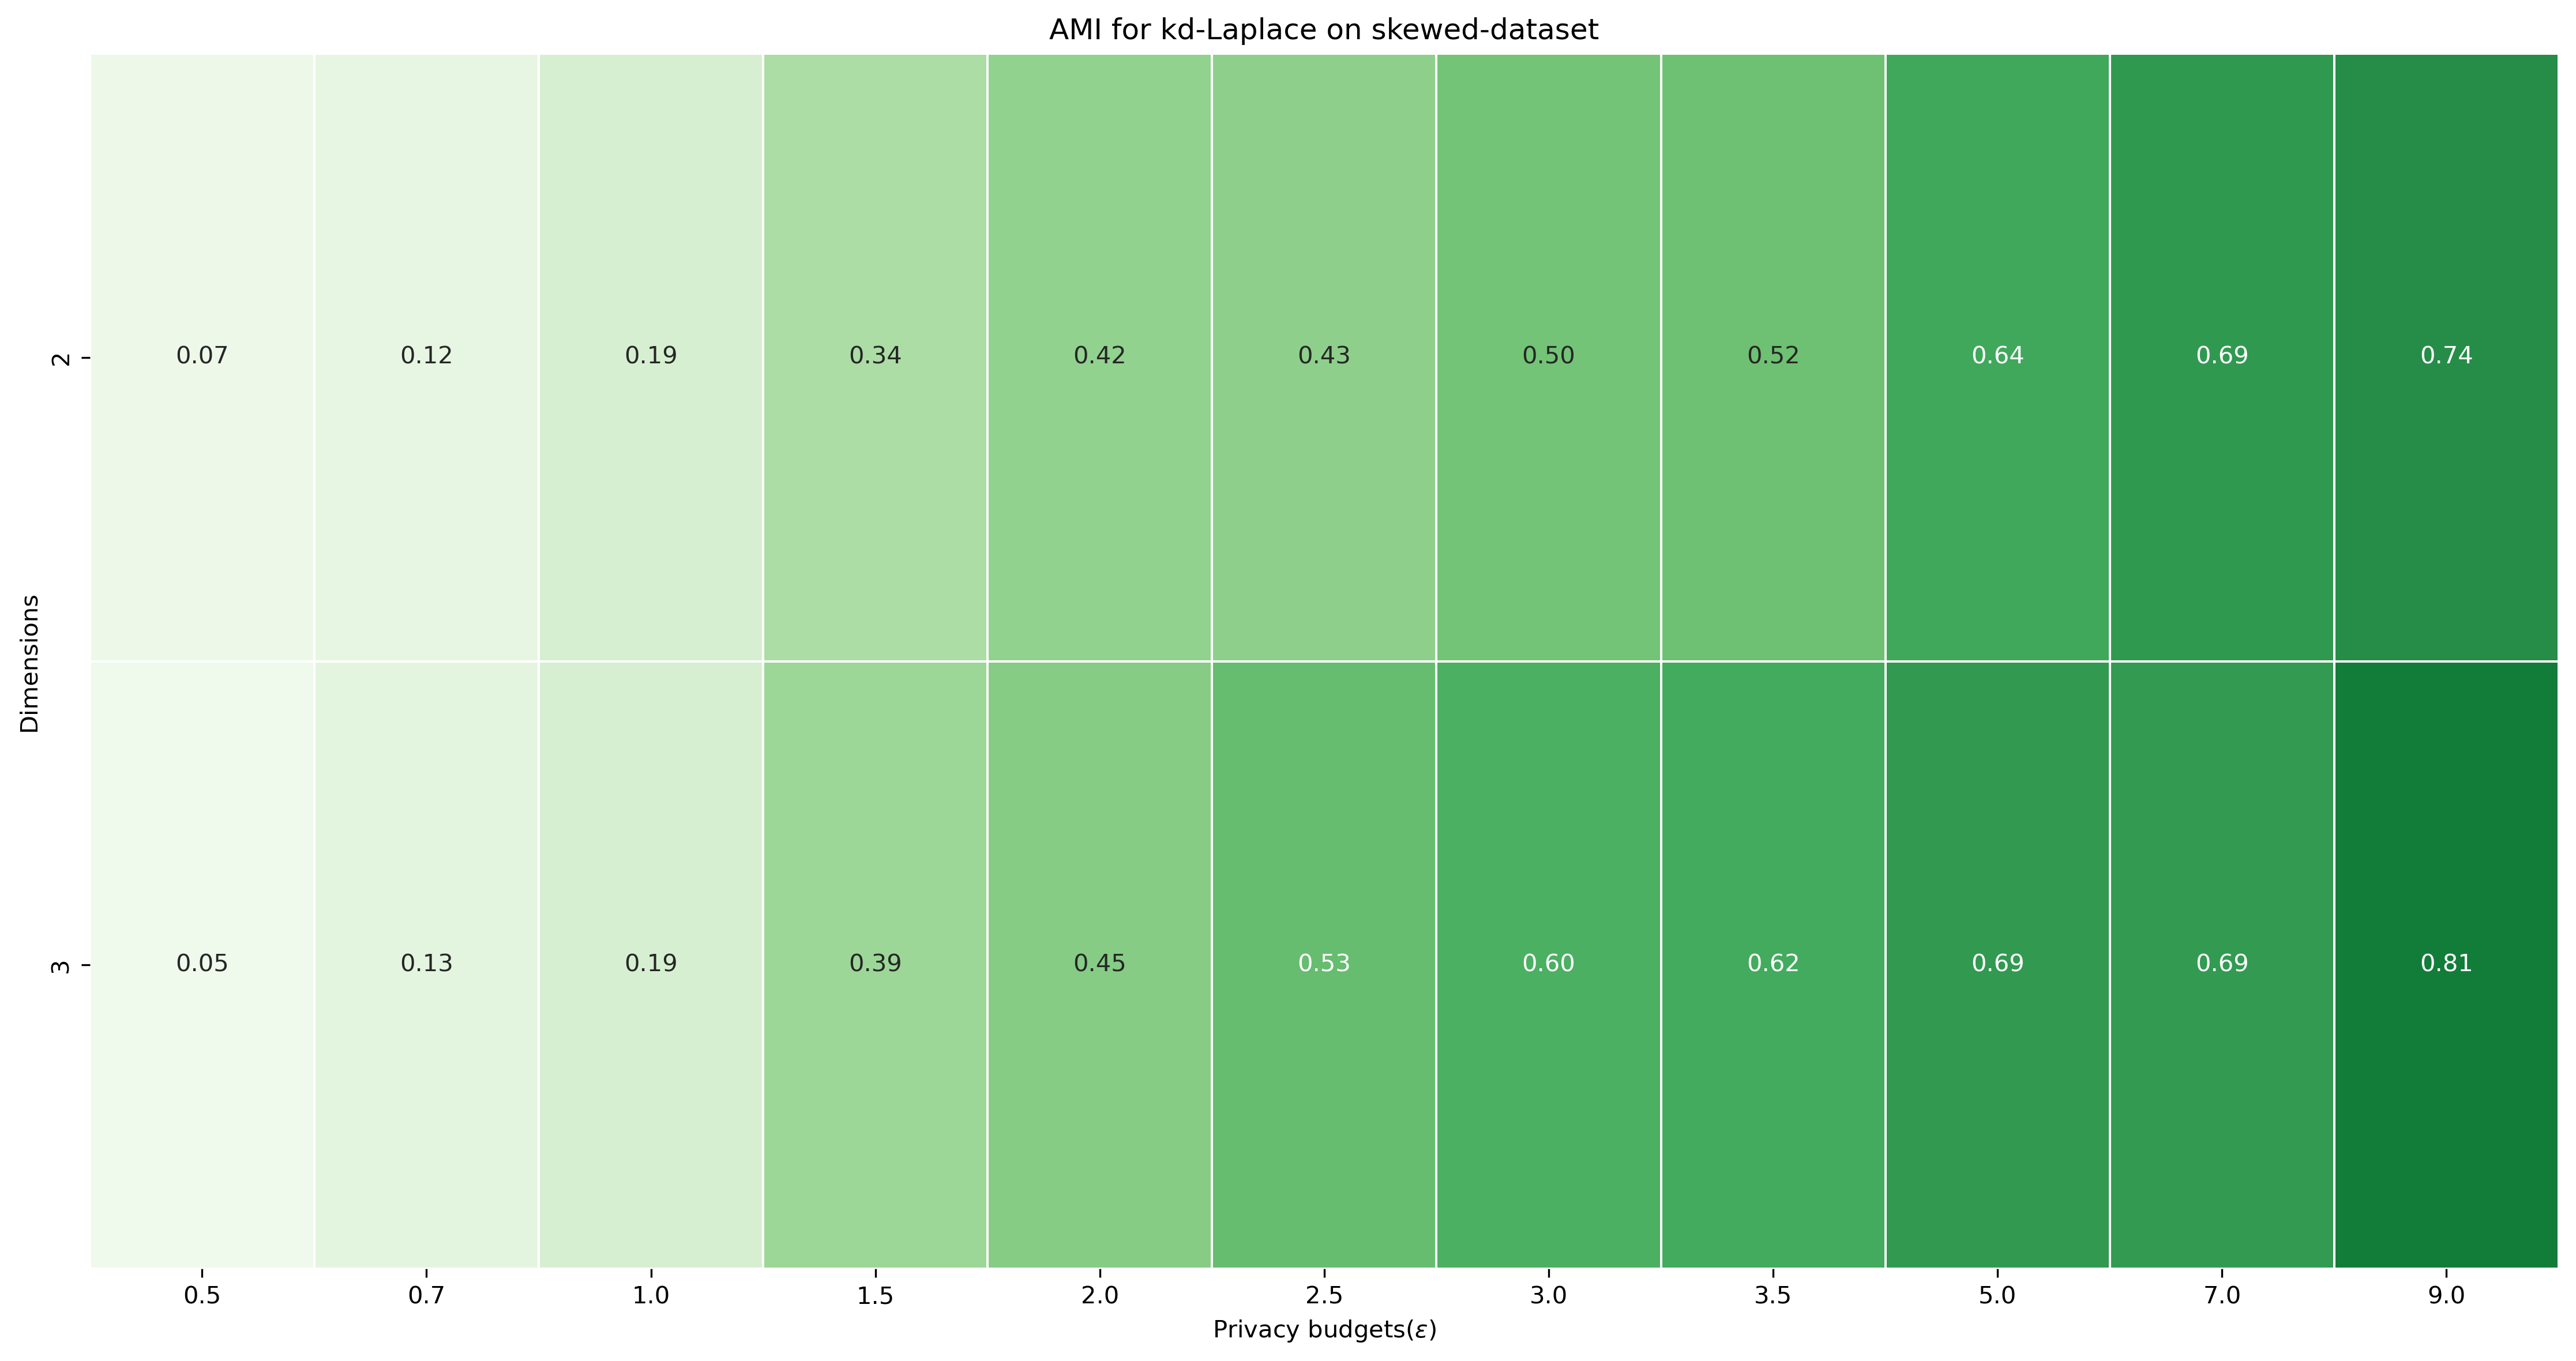 AMI for kd-Laplace on skewed-dataset
2
0.07 0.12 0.19 0.34 0.42 0.43 0.50 0.52 0.64 0.69 0.74
Dimensions
3
0.05 0.13 0.19 0.39 0.45 0.53 0.60 0.62 0.69 0.69 0.81
0.5 0.7 1.0 1.5 2.0 2.5 3.0 3.5 5.0 7.0 9.0
Privacy budgets(ε)